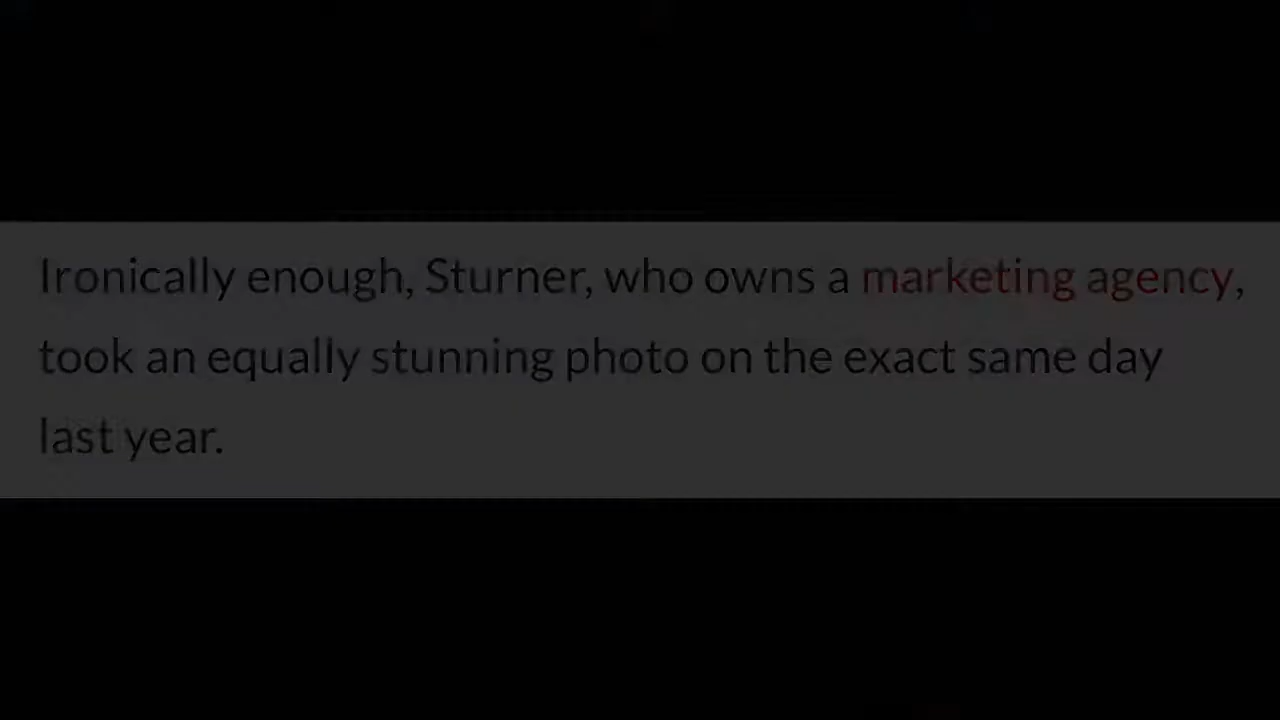 Ironically enough, Sturner, who owns a marketing agency,
took an equally stunning photo on the exact same day
last year.